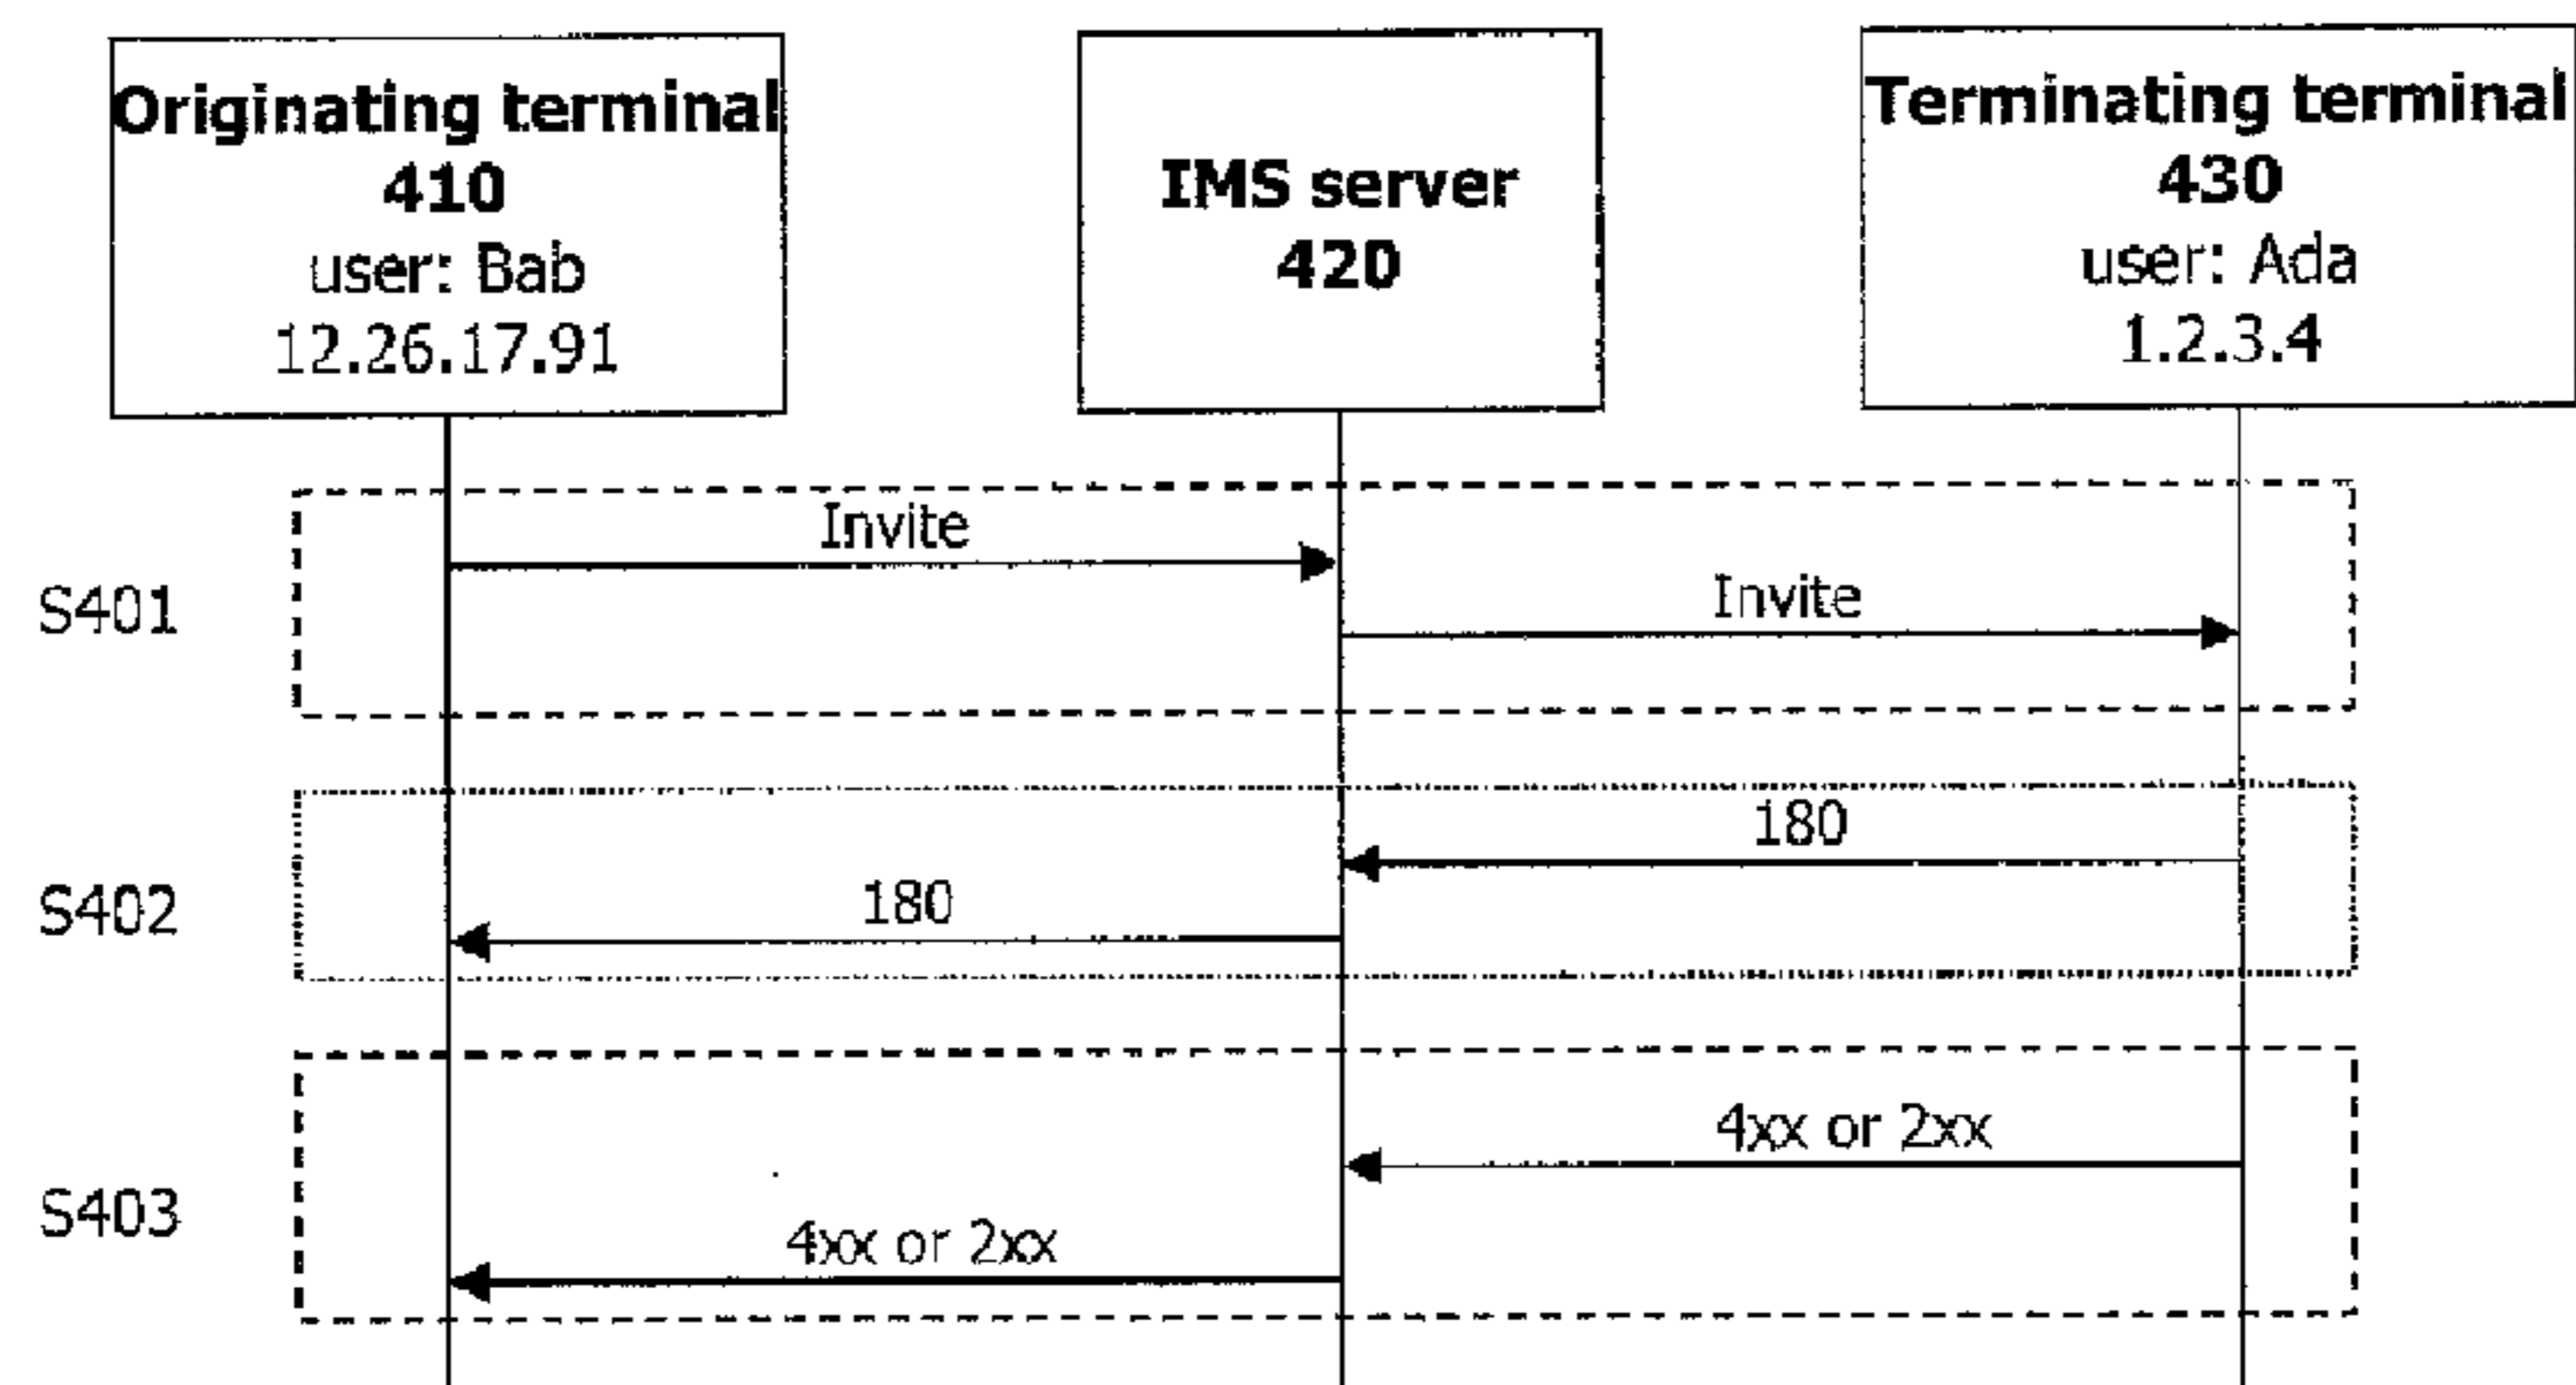 Originating terminal
410
user: Bab
12.26.17.91
IMS server
420
Terminating terminal
430
user: Ada
1.2.3.4
S401
Invite
Invite
S402
180
180
S403
4xx or 2xx
4xx or 2xx